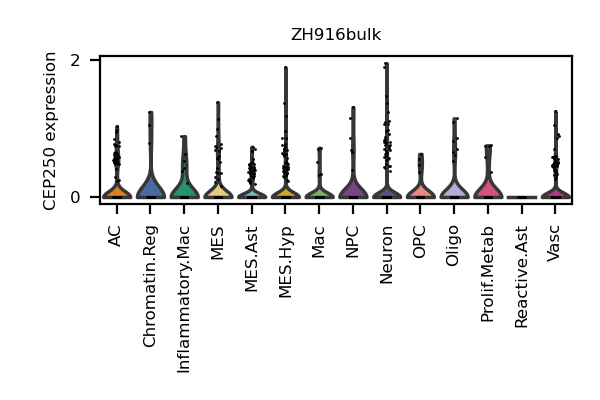 ZH916bulk
CEP250 expression
2
0
AC
Chromatin.Reg
Inflammatory.Mac
MES
MES.Ast
MES.Hyp
Mac
NPC
Neuron
OPC
Oligo
Prolif.Metab
Reactive.Ast
Vasc